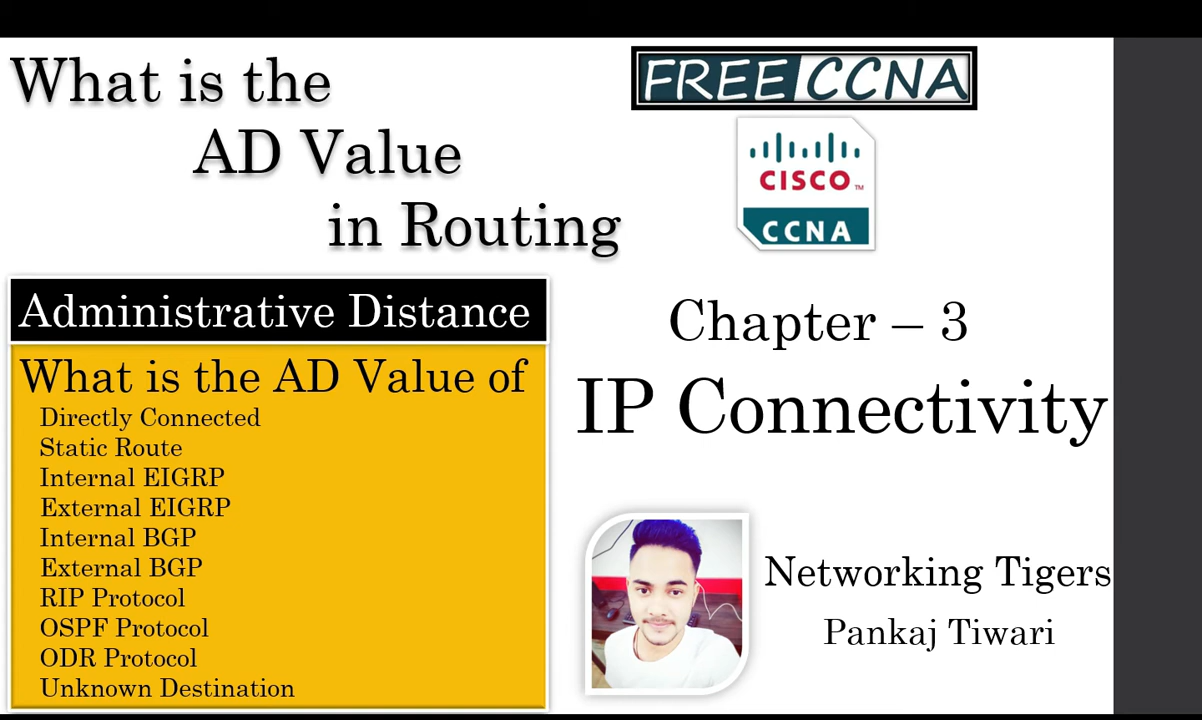 What is the
AD Value
in Routing
FREE CCNA
CISCO TM
CCNA
Administrative Distance
What is the AD Value of
Directly Connected
Static Route
Internal EIGRP
External EIGRP
Internal BGP
External BGP
RIP Protocol
OSPF Protocol
ODR Protocol
Unknown Destination
Chapter – 3
IP Connectivity
Networking Tigers
Pankaj Tiwari